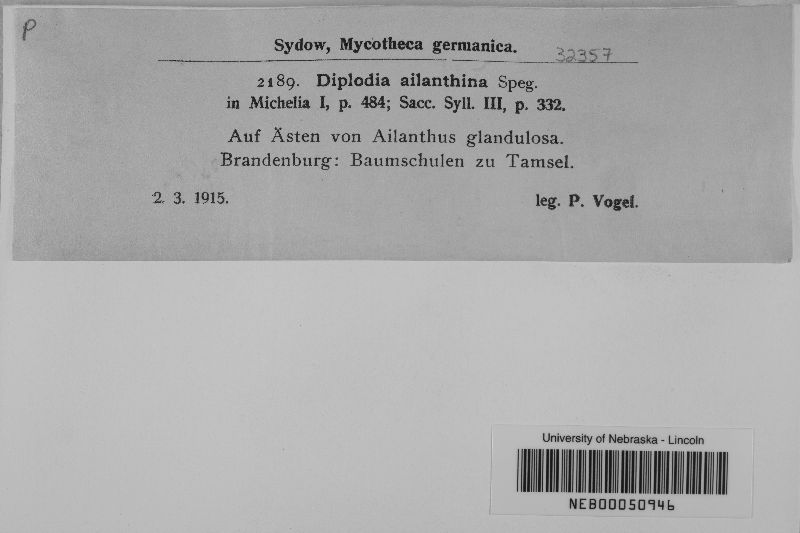 P
Sydow, Mycotheca germanica. 32357
2189. Diplodia ailanthina Speg.
in Michelia I, p. 484; Sacc. Syll. III, p. 332.
Auf Ästen von Ailanthus glandulosa.
Brandenburg: Baumschulen zu Tamsel.
2. 3. 1915. leg. P. Vogel.
University of Nebraska - Lincoln
NEB00050946